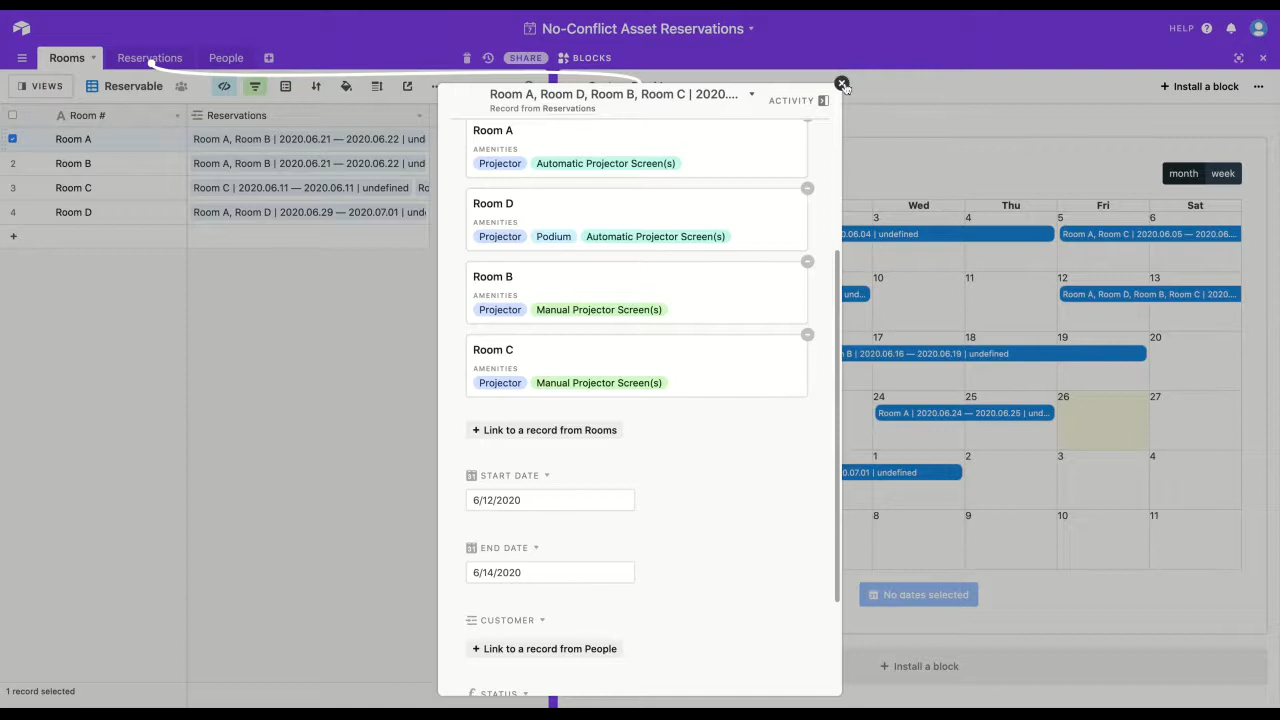 No-Conflict Asset Reservations
HELP
Rooms
Reservations
People
SHARE
BLOCKS
VIEWS
Reservable
Install a block
Room #
Reservations
Room A
Room A, Room B | 2020.06.21 — 2020.06.22 | und
2
Room B
Room A, Room B | 2020.06.21 — 2020.06.22 | und
3
Room C
Room C | 2020.06.11 — 2020.06.11 | undefined
Ro
4
Room D
Room A, Room D | 2020.06.29 — 2020.07.01 | und
+
1 record selected
Room A, Room D, Room B, Room C | 2020....
Record from Reservations
ACTIVITY
Room A
AMENITIES
Projector
Automatic Projector Screen(s)
Room D
AMENITIES
Projector
Podium
Automatic Projector Screen(s)
Room B
AMENITIES
Projector
Manual Projector Screen(s)
Room C
AMENITIES
Projector
Manual Projector Screen(s)
+ Link to a record from Rooms
START DATE
6/12/2020
END DATE
6/14/2020
CUSTOMER
+ Link to a record from People
STATUS
month
week
Wed
Thu
Fri
Sat
3
4
5
6
.06.04 | undefined
Room A, Room C | 2020.06.05 — 2020.06....
10
11
12
13
und...
Room A, Room D, Room B, Room C | 2020....
17
18
19
20
B | 2020.06.16 — 2020.06.19 | undefined
24
25
26
27
Room A | 2020.06.24 — 2020.06.25 | und...
1
2
3
4
.07.01 | undefined
8
9
10
11
No dates selected
+ Install a block